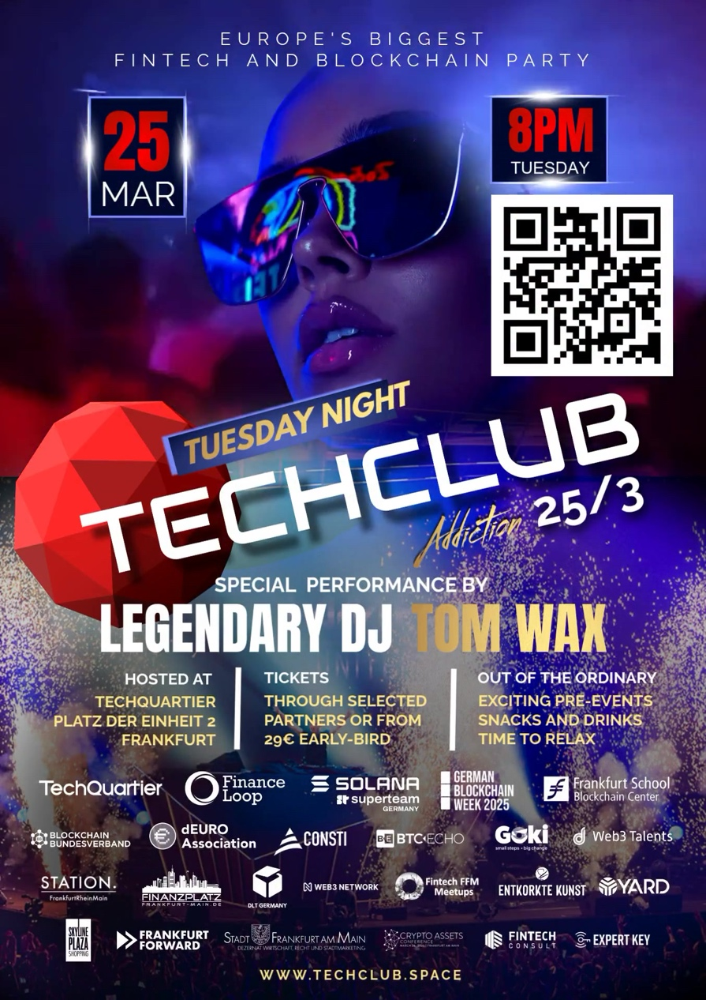 EUROPE'S BIGGEST
FINTECH AND BLOCKCHAIN PARTY
25
MAR
8PM
TUESDAY
TUESDAY NIGHT
TECHCLUB
Addiction 25/3
SPECIAL PERFORMANCE BY
LEGENDARY DJ TOM WAX
HOSTED AT
TECHQUARTIER
PLATZ DER EINHEIT 2
FRANKFURT
TICKETS
THROUGH SELECTED
PARTNERS OR FROM
29€ EARLY-BIRD
OUT OF THE ORDINARY
EXCITING PRE-EVENTS
SNACKS AND DRINKS
TIME TO RELAX
TechQuartier
Finance
Loop
SOLANA
superteam
GERMANY
GERMAN
BLOCKCHAIN
WEEK 2025
Frankfurt School
Blockchain Center
BLOCKCHAIN
BUNDESVERBAND
dEURO
Association
CONSTI
BE BTC-ECHO
Goki
small steps • big change
Web3 Talents
STATION.
FrankfurtRheinMain
FINANZPLATZ
FRANKFURT-MAIN.DE
DLT GERMANY
WEB3 NETWORK
Fintech FFM
Meetups
ENTKORKTE KUNST
YARD
SKYLINE
PLAZA
SHOPPING
FRANKFURT
FORWARD
STADT FRANKFURT AM MAIN
DEZERNAT WIRTSCHAFT, RECHT UND STADTMARKETING
CRYPTO ASSETS
CONFERENCE
FINTECH
CONSULT
EXPERT KEY
WWW.TECHCLUB.SPACE